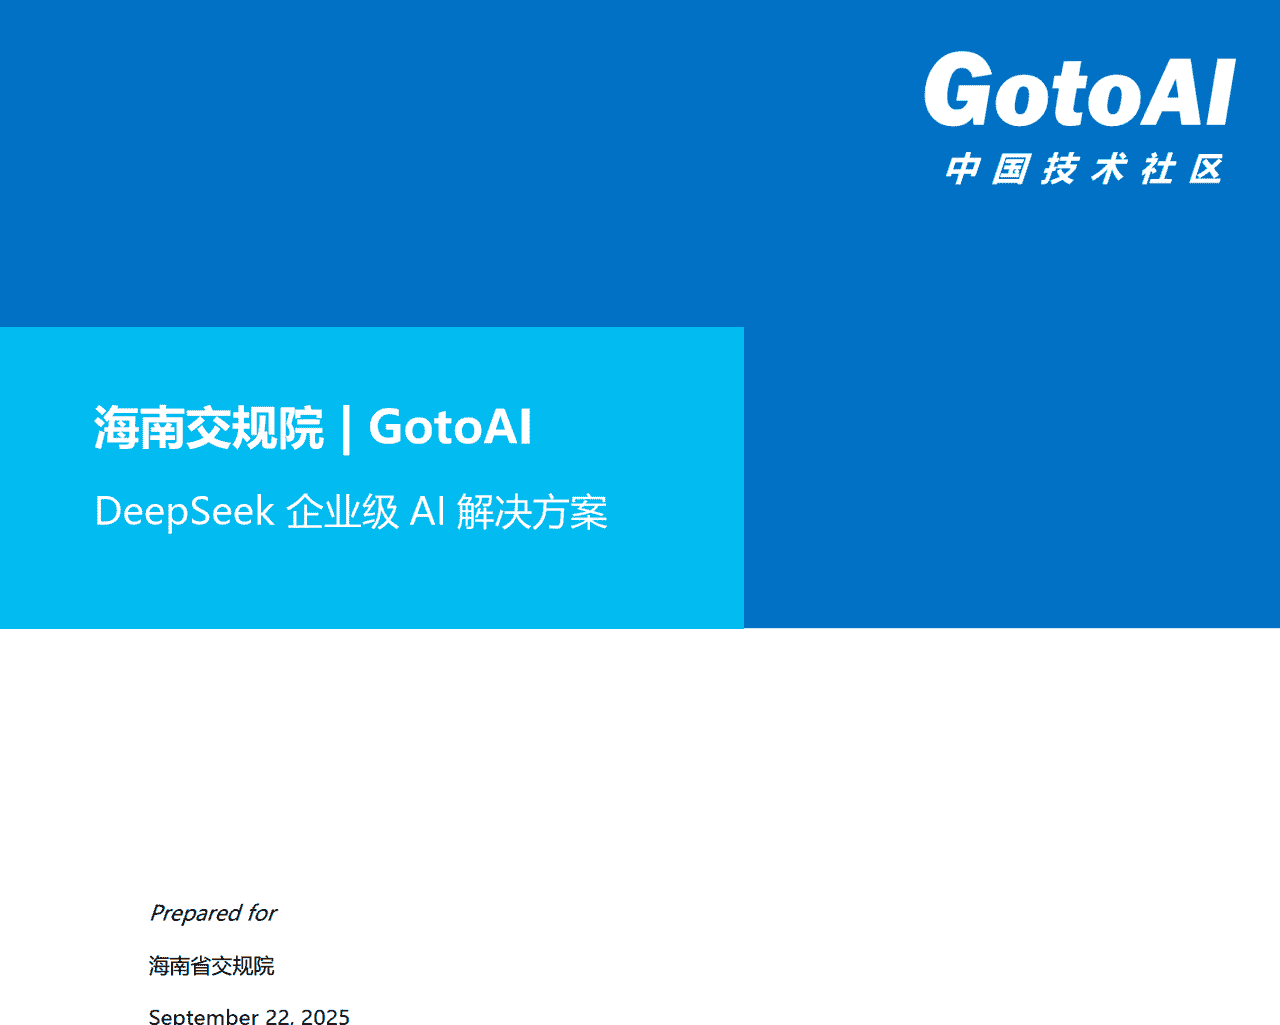 GotoAI
中国技术社区
海南交规院 | GotoAI
DeepSeek 企业级 AI 解决方案
Prepared for
海南省交规院
September 22, 2025